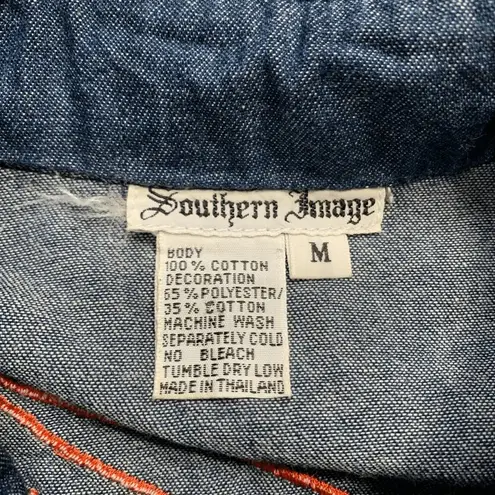 Southern Image
M
BODY
100% COTTON
DECORATION
65% POLYESTER/
35% COTTON
MACHINE WASH
SEPARATELY COLD
NO BLEACH
TUMBLE DRY LOW
MADE IN THAILAND